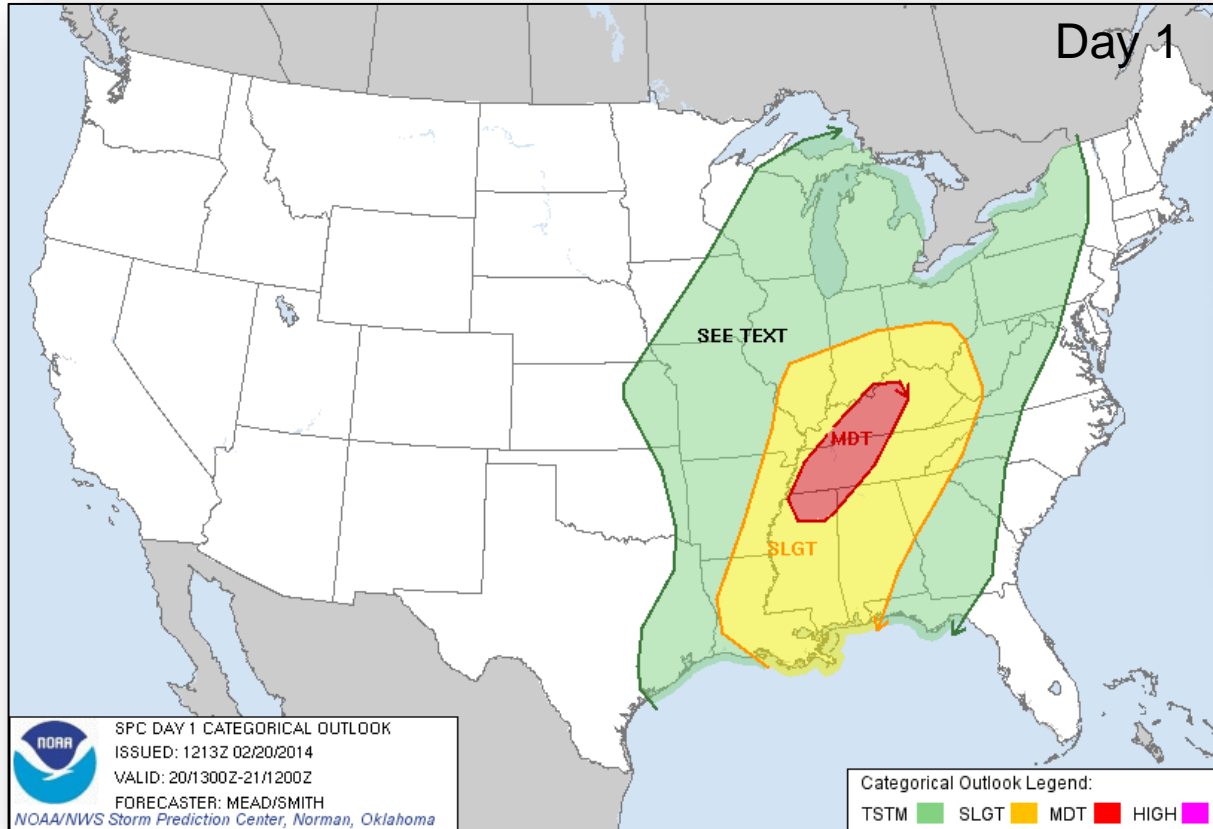 Day 1
SEE TEXT
MDT
SLGT
NOAA
SPC DAY 1 CATEGORICAL OUTLOOK
ISSUED: 1213Z 02/20/2014
VALID: 20/1300Z-21/1200Z
FORECASTER: MEAD/SMITH
NOAA/NWS Storm Prediction Center, Norman, Oklahoma
Categorical Outlook Legend:
TSTM SLGT MDT HIGH